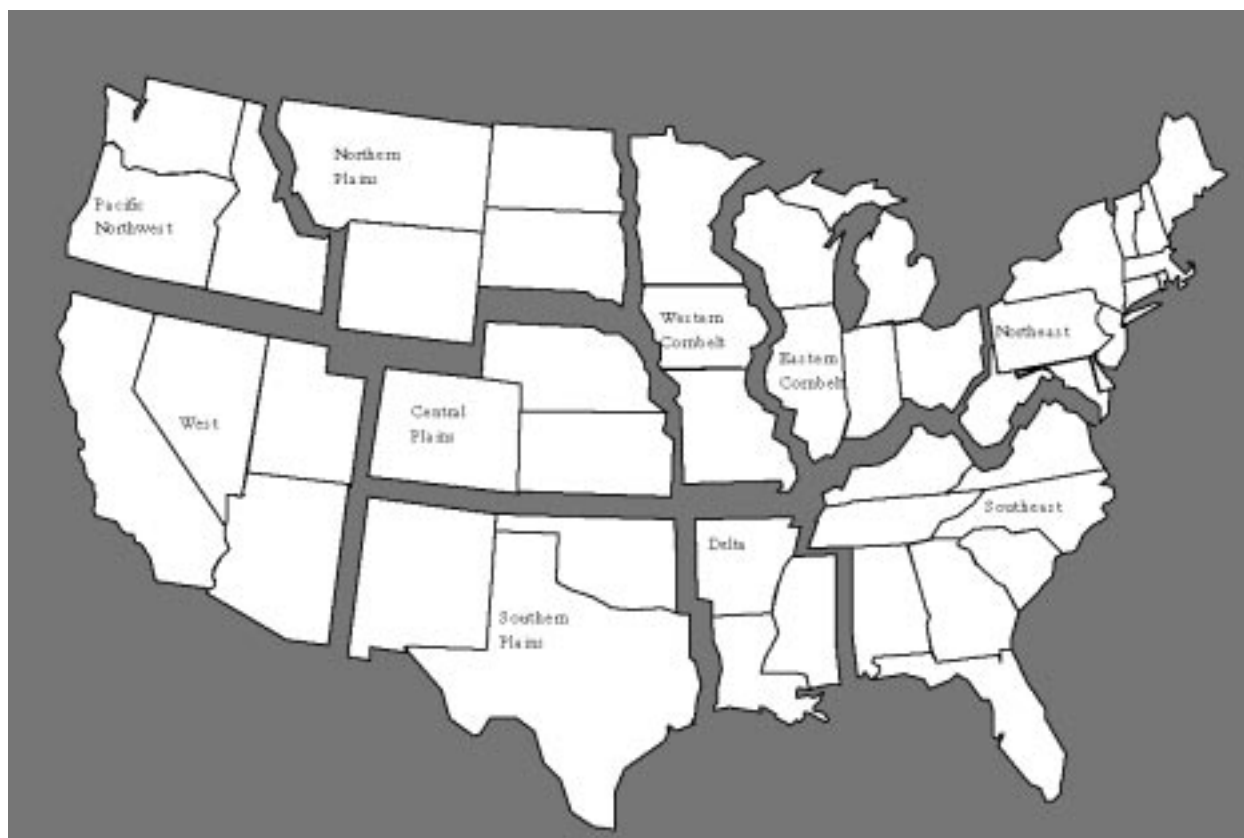 Northern
Plains
Pacific
Northwest
Western
Cornbelt
Northeast
Eastern
Cornbelt
West
Central
Plains
Southeast
Delta
Southern
Plains